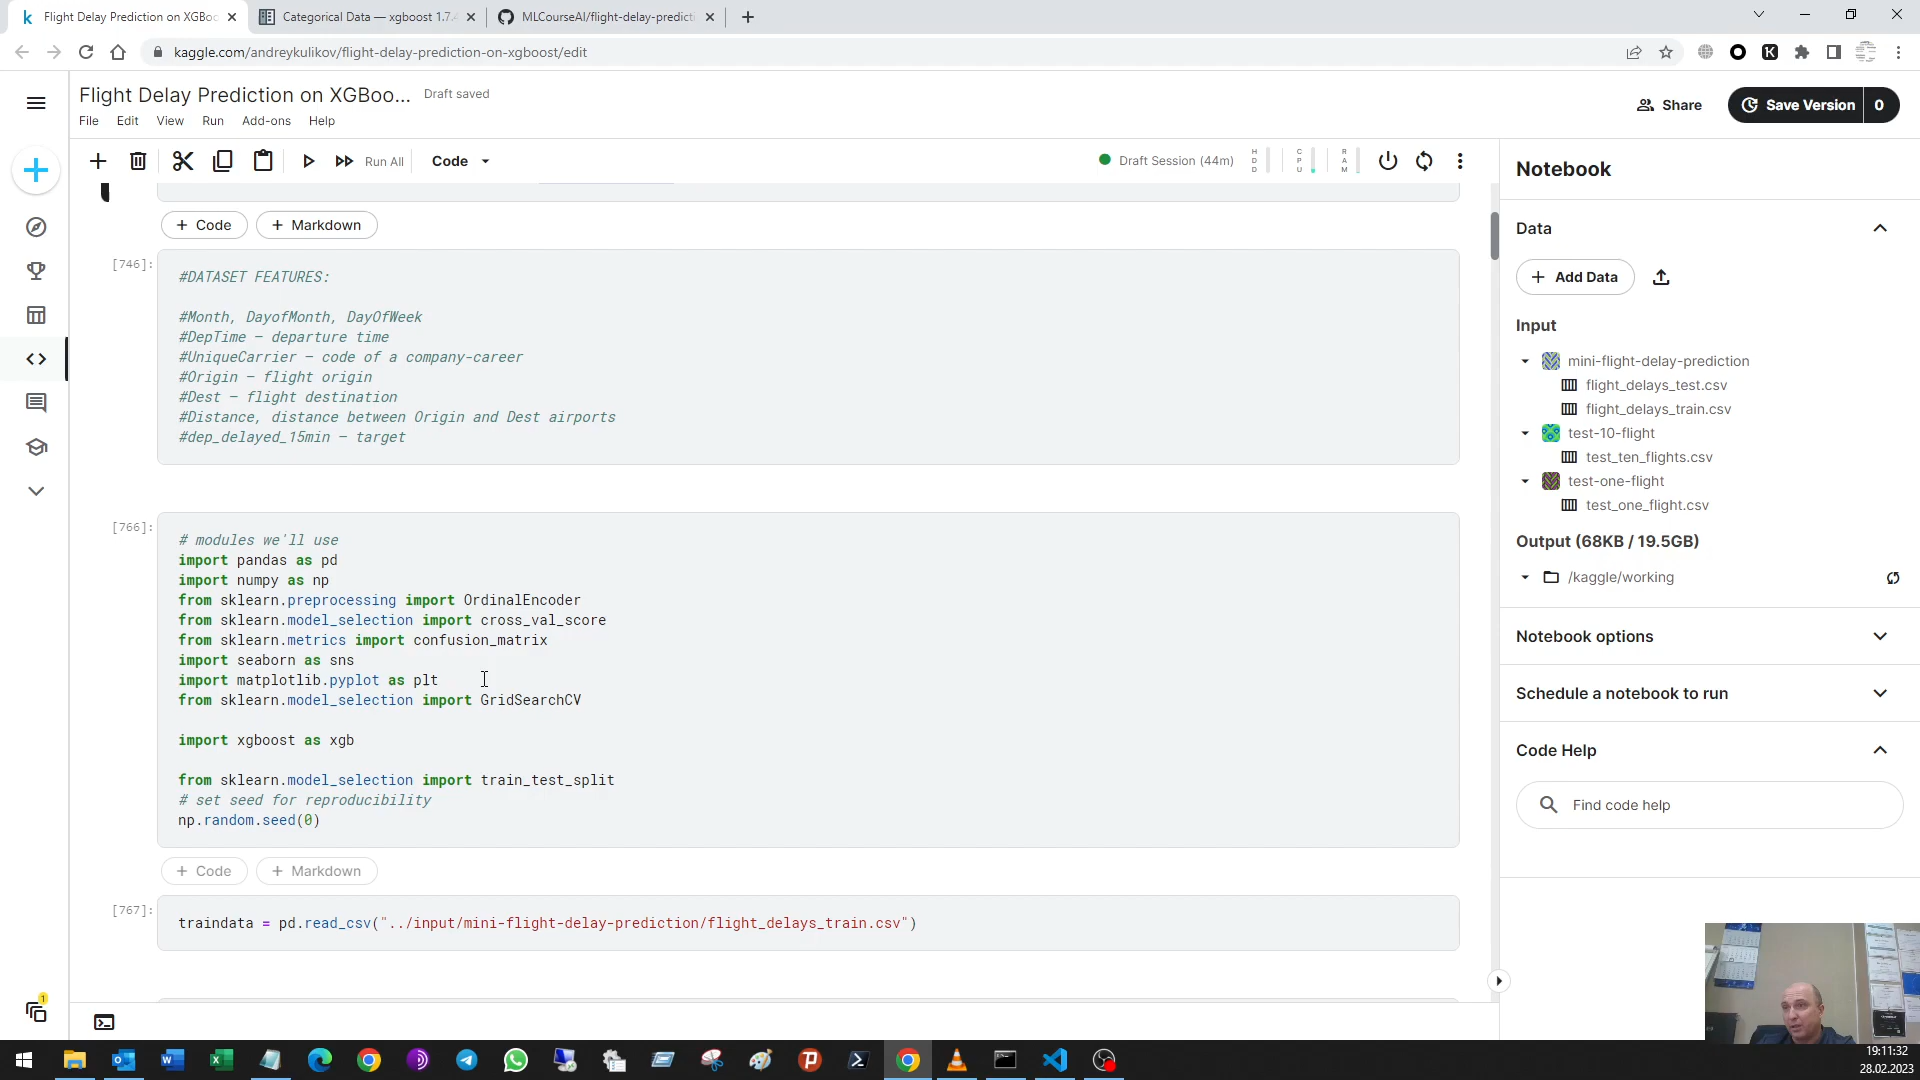 Flight Delay Prediction on XGBoo
Categorical Data — xgboost 1.7.4
MLCourseAI/flight-delay-predicti
kaggle.com/andreykulikov/flight-delay-prediction-on-xgboost/edit
Flight Delay Prediction on XGBoo... Draft saved
File Edit View Run Add-ons Help
Share
Save Version 0
Run All
Code
Draft Session (44m)
HDD
CPU
RAM
+ Code + Markdown
[746]:
#DATASET FEATURES:
#Month, DayofMonth, DayOfWeek
#DepTime – departure time
#UniqueCarrier – code of a company-career
#Origin – flight origin
#Dest – flight destination
#Distance, distance between Origin and Dest airports
#dep_delayed_15min – target
[766]:
# modules we'll use
import pandas as pd
import numpy as np
from sklearn.preprocessing import OrdinalEncoder
from sklearn.model_selection import cross_val_score
from sklearn.metrics import confusion_matrix
import seaborn as sns
import matplotlib.pyplot as plt
from sklearn.model_selection import GridSearchCV
import xgboost as xgb
from sklearn.model_selection import train_test_split
# set seed for reproducibility
np.random.seed(0)
+ Code + Markdown
[767]:
traindata = pd.read_csv("../input/mini-flight-delay-prediction/flight_delays_train.csv")
Notebook
Data
+ Add Data
Input
mini-flight-delay-prediction
flight_delays_test.csv
flight_delays_train.csv
test-10-flight
test_ten_flights.csv
test-one-flight
test_one_flight.csv
Output (68KB / 19.5GB)
/kaggle/working
Notebook options
Schedule a notebook to run
Code Help
Find code help
1
19:11:32
28.02.2023